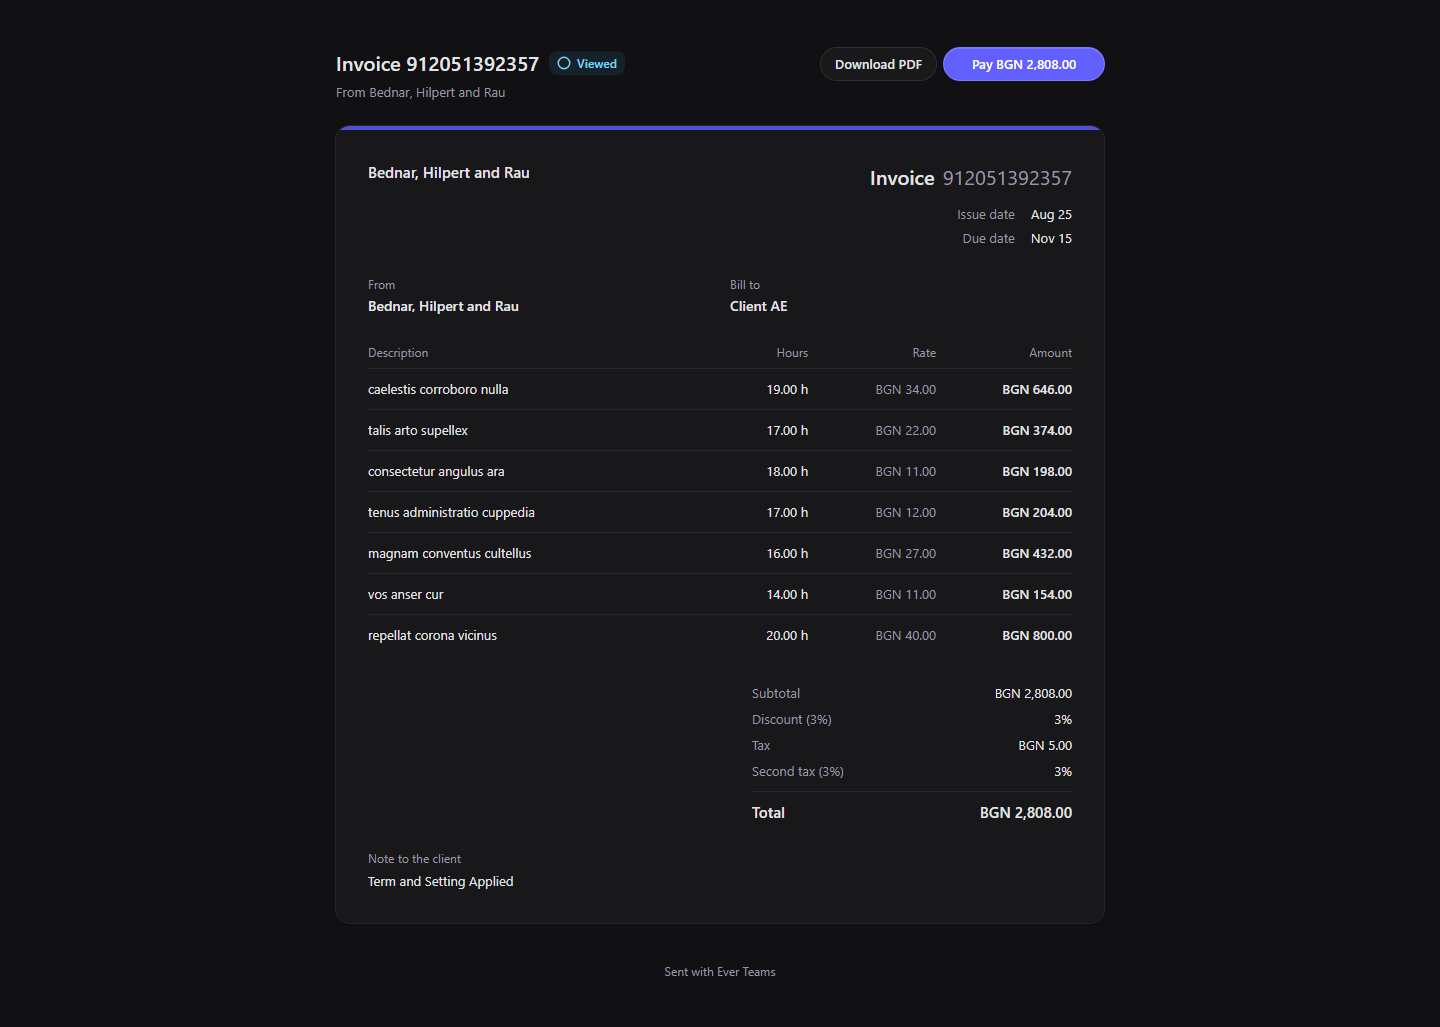 Invoice 912051392357 Viewed
From Bednar, Hilpert and Rau
Download PDF
Pay BGN 2,808.00
Bednar, Hilpert and Rau
Invoice 912051392357
Issue date Aug 25
Due date Nov 15
From
Bednar, Hilpert and Rau
Bill to
Client AE
Description Hours Rate Amount
caelestis corroboro nulla 19.00 h BGN 34.00 BGN 646.00
talis arto supellex 17.00 h BGN 22.00 BGN 374.00
consectetur angulus ara 18.00 h BGN 11.00 BGN 198.00
tenus administratio cuppedia 17.00 h BGN 12.00 BGN 204.00
magnam conventus cultellus 16.00 h BGN 27.00 BGN 432.00
vos anser cur 14.00 h BGN 11.00 BGN 154.00
repellat corona vicinus 20.00 h BGN 40.00 BGN 800.00
Subtotal BGN 2,808.00
Discount (3%) 3%
Tax BGN 5.00
Second tax (3%) 3%
Total BGN 2,808.00
Note to the client
Term and Setting Applied
Sent with Ever Teams